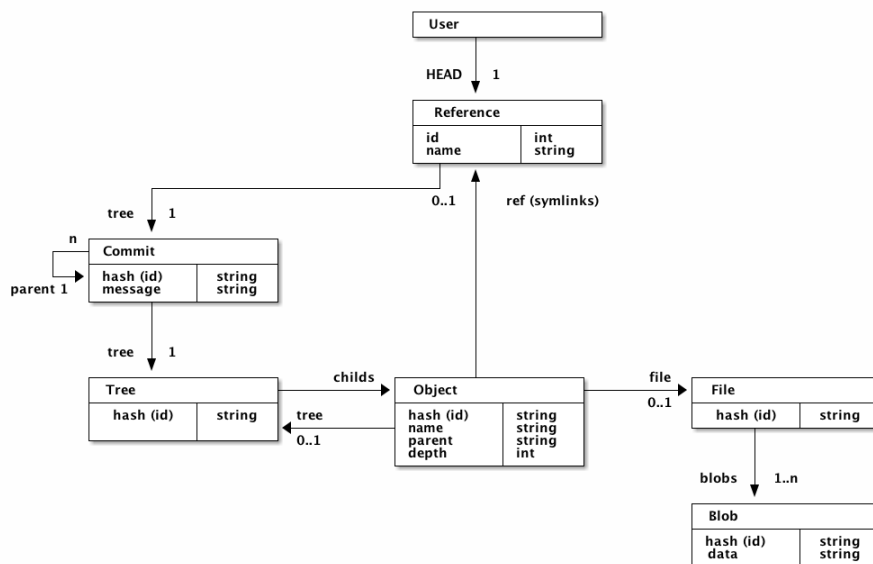 User
HEAD 1
Reference
id int
name string
0..1 ref (symlinks)
tree 1
n
Commit
hash (id) string
message string
parent 1
tree 1
childs
file
Tree
Object
File
0..1
hash (id) string
tree
0..1
hash (id) string
name string
parent string
depth int
hash (id) string
blobs 1..n
Blob
hash (id) string
data string